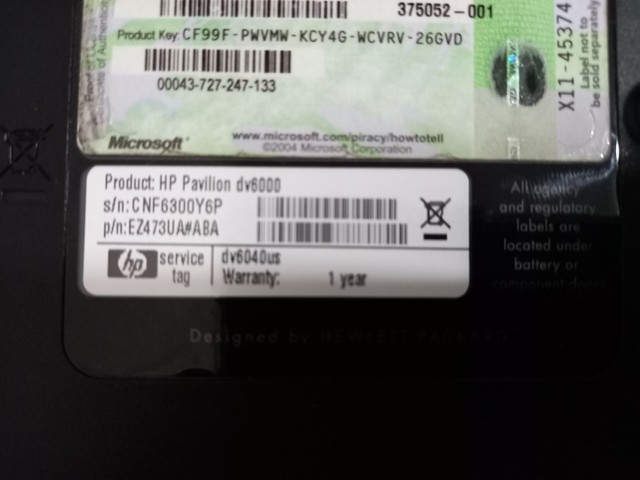 375052-001
Product Key: CF99F-PWVMW-KCY4G-WCVRV-26GVD
00043-727-247-133
Microsoft®
www.microsoft.com/piracy/howtotell
©2004 Microsoft Corporation
X11-45374
Label not to
be sold separately
Product: HP Pavilion dv6000
s/n: CNF6300Y6P
p/n: EZ473UA#ABA
hp
service
tag
dv6040us
Warranty: 1 year
All agency
and regulatory
labels are
located under
battery or
component doors
Designed by HEWLETT PACKARD